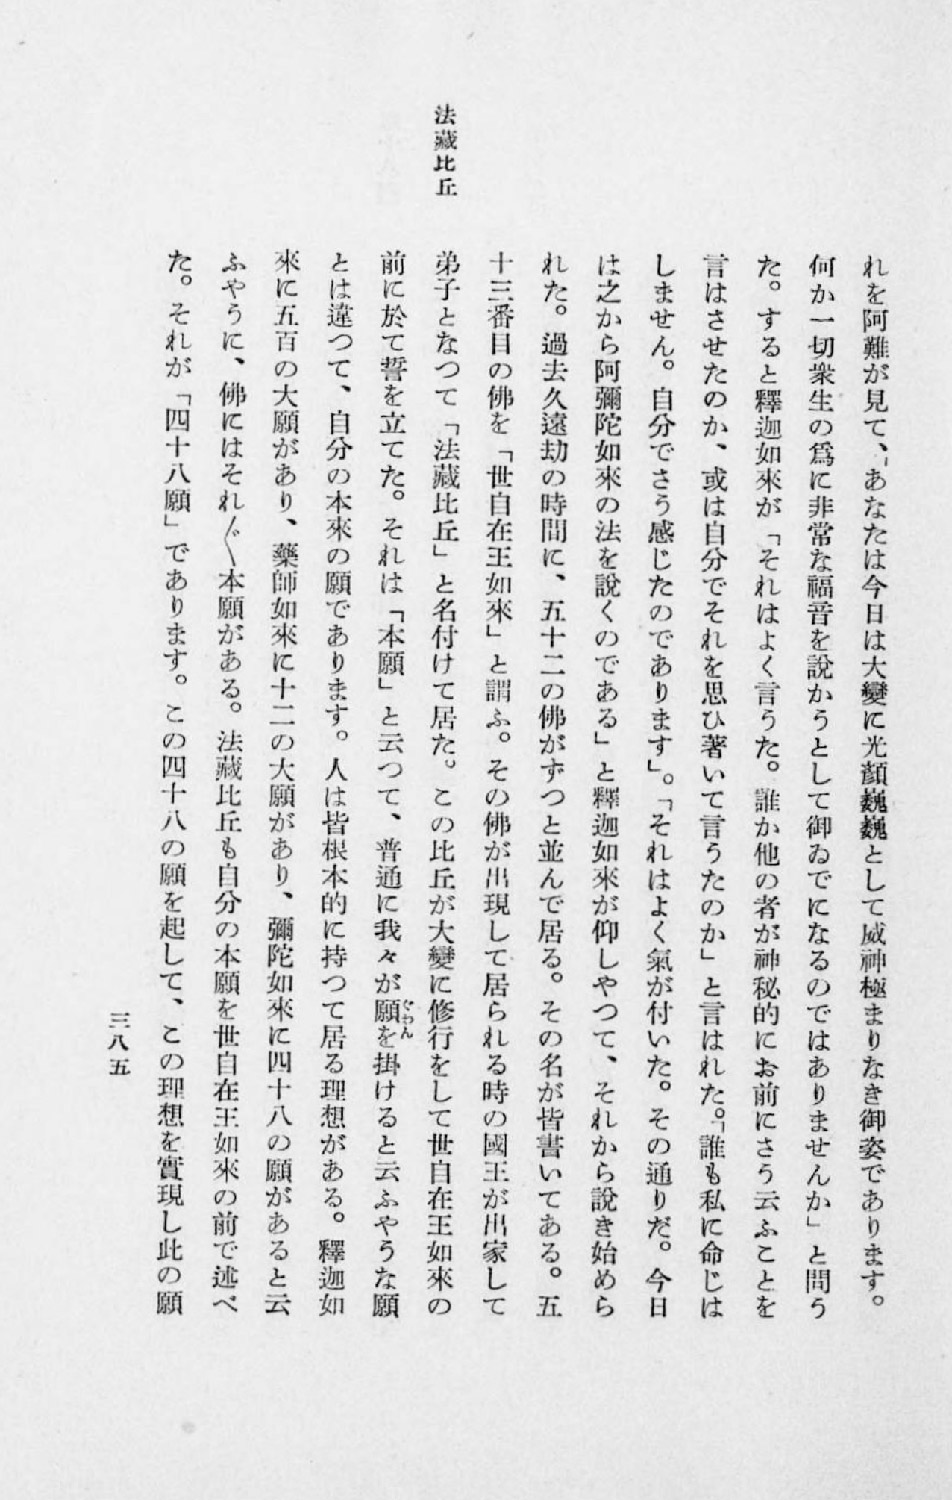 法藏比丘
れを阿難が見て、「あなたは今日は大變に光顏巍巍として威神極まりなき御姿であります。
何か一切衆生の爲に非常な福音を說かうとして御ゐでになるのではありませんか」と問う
た。すると釋迦如來が「それはよく言うた。誰か他の者が神秘的にお前にさう云ふことを
言はさせたのか、或は自分でそれを思ひ著いて言うたのか」と言はれた。「誰も私に命じは
しません。自分でさう感じたのであります」。「それはよく氣が付いた。その通りだ。今日
は之から阿彌陀如來の法を說くのである」と釋迦如來が仰しやつて、それから說き始めら
れた。過去久遠劫の時間に、五十二の佛がずつと並んで居る。その名が皆書いてある。五
十三番目の佛を「世自在王如來」と謂ふ。その佛が出現して居られる時の國王が出家して
弟子となつて「法藏比丘」と名付けて居た。この比丘が大變に修行をして世自在王如來の
前に於て誓を立てた。それは「本願」と云つて、普通に我々が願を掛けると云ふやうな願
とは違つて、自分の本來の願であります。人は皆根本的に持つて居る理想がある。釋迦如
來に五百の大願があり、藥師如來に十二の大願があり、彌陀如來に四十八の願があると云
ふやうに、佛にはそれ〴〵本願がある。法藏比丘も自分の本願を世自在王如來の前で述べ
た。それが「四十八願」であります。この四十八の願を起して、この理想を實現し此の願
三八五